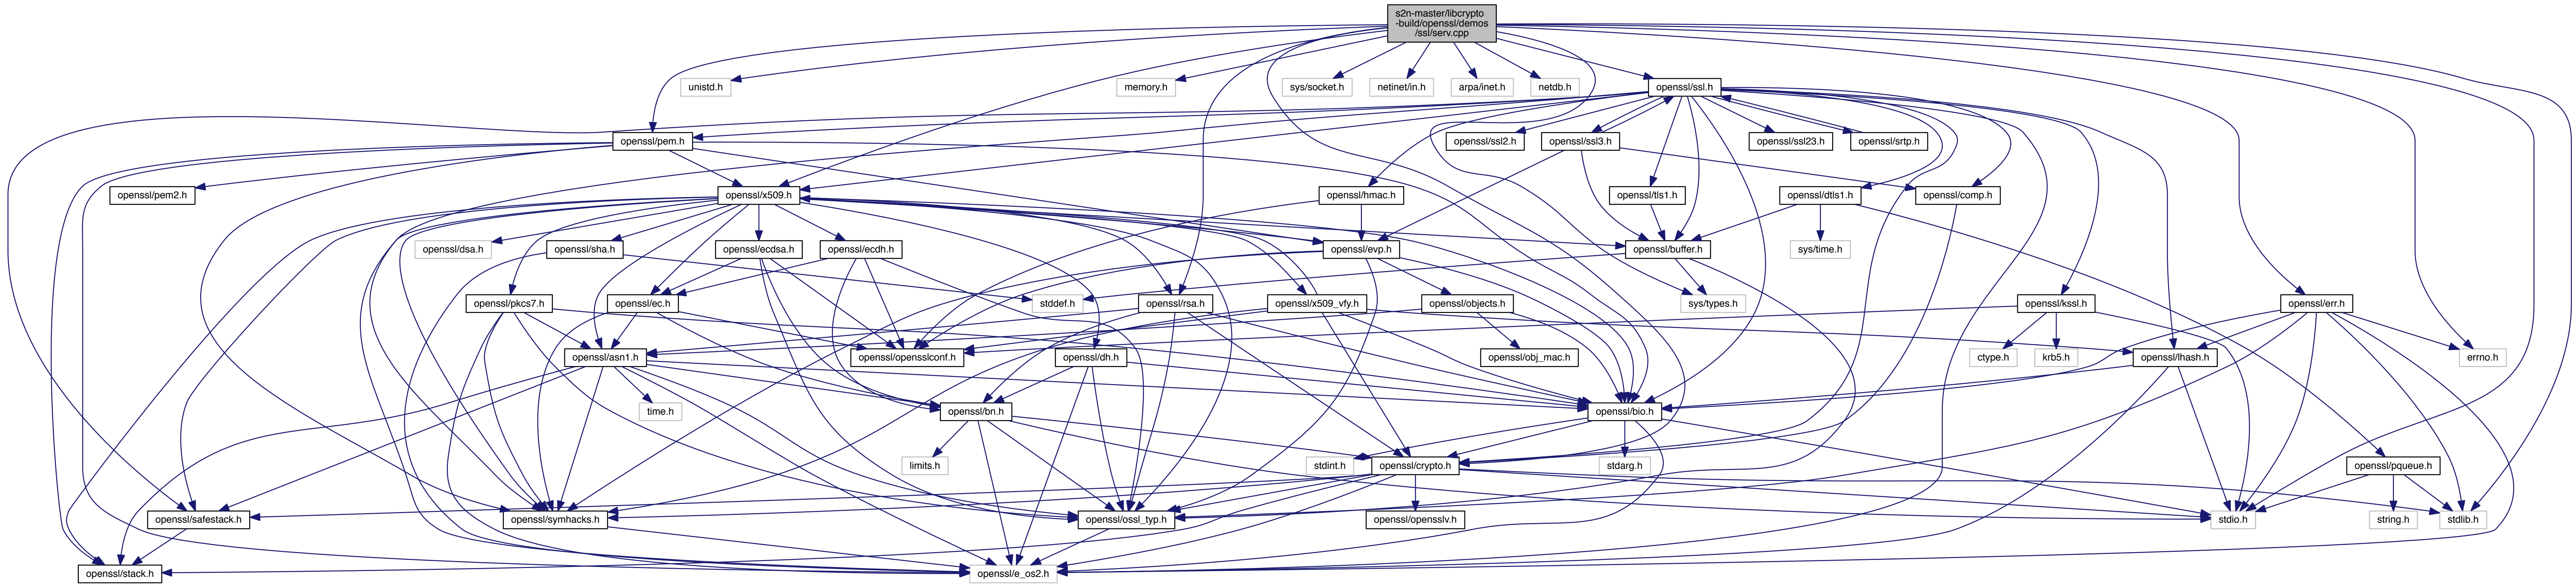 s2n-master/libcrypto
-build/openssl/demos
/ssl/serv.cpp
unistd.h
memory.h
sys/socket.h
netinet/in.h
arpa/inet.h
netdb.h
openssl/ssl.h
openssl/pem.h
openssl/ssl2.h
openssl/ssl3.h
openssl/ssl23.h
openssl/srtp.h
openssl/pem2.h
openssl/x509.h
openssl/hmac.h
openssl/tls1.h
openssl/dtls1.h
openssl/comp.h
openssl/dsa.h
openssl/sha.h
openssl/ecdsa.h
openssl/ecdh.h
openssl/evp.h
openssl/buffer.h
sys/time.h
openssl/pkcs7.h
openssl/ec.h
stddef.h
openssl/rsa.h
openssl/x509_vfy.h
openssl/objects.h
sys/types.h
openssl/kssl.h
openssl/err.h
openssl/asn1.h
openssl/opensslconf.h
openssl/dh.h
openssl/obj_mac.h
ctype.h
krb5.h
openssl/lhash.h
errno.h
time.h
openssl/bn.h
openssl/bio.h
limits.h
stdint.h
openssl/crypto.h
stdarg.h
openssl/pqueue.h
openssl/safestack.h
openssl/symhacks.h
openssl/ossl_typ.h
openssl/opensslv.h
stdio.h
string.h
stdlib.h
openssl/stack.h
openssl/e_os2.h